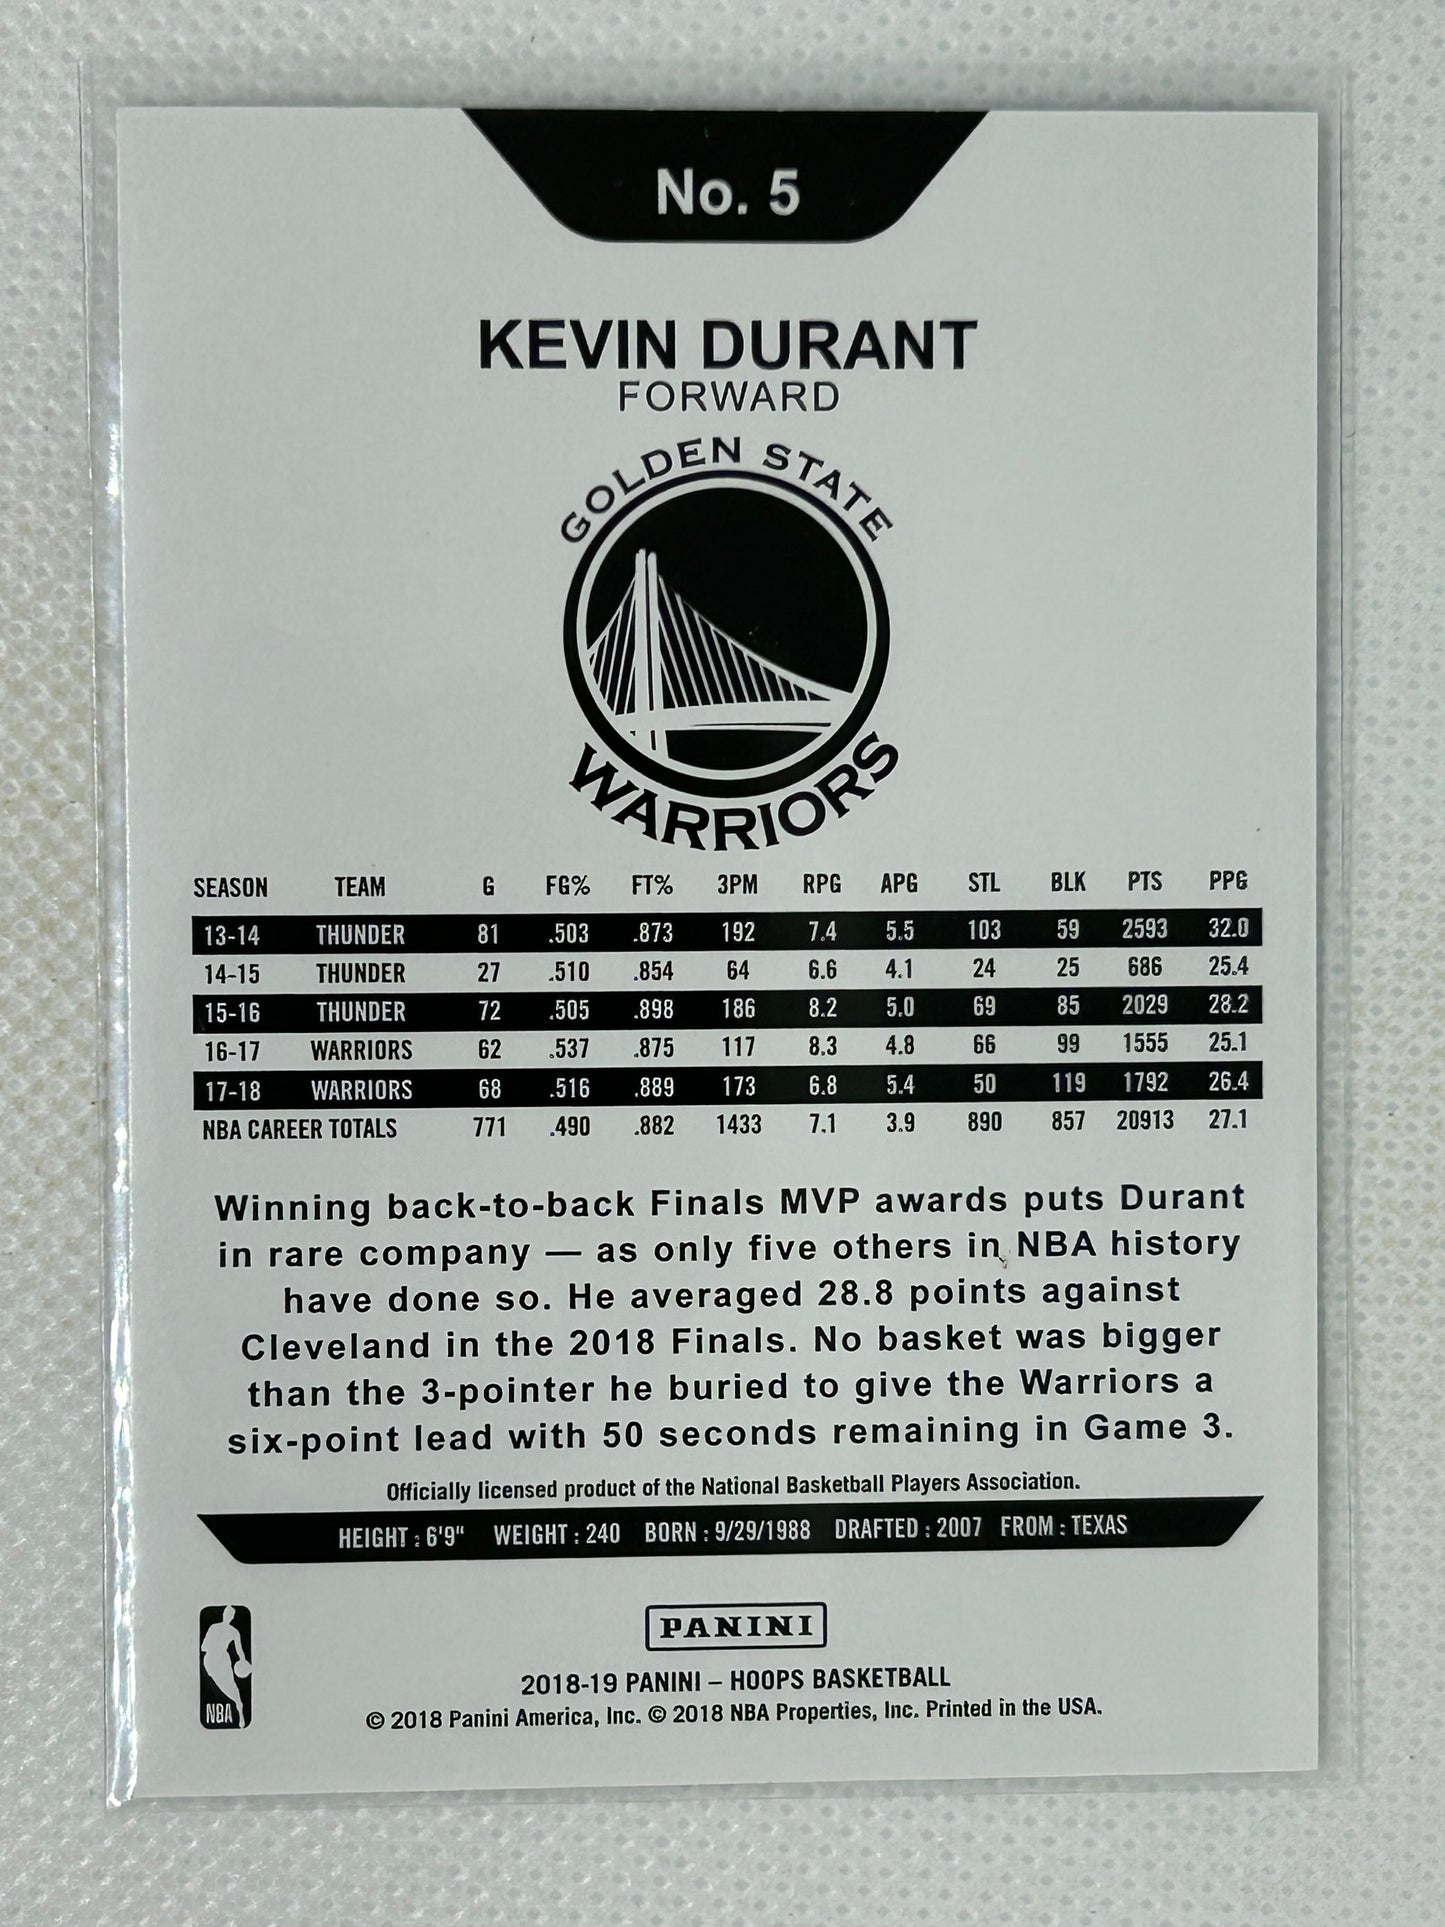 No. 5
KEVIN DURANT
FORWARD
GOLDEN STATE
WARRIORS
SEASON TEAM G FG% FT% 3PM RPG APG STL BLK PTS PPG
13-14 THUNDER 81 .503 .873 192 7.4 5.5 103 59 2593 32.0
14-15 THUNDER 27 .510 .854 64 6.6 4.1 24 25 686 25.4
15-16 THUNDER 72 .505 .898 186 8.2 5.0 69 85 2029 28.2
16-17 WARRIORS 62 .537 .875 117 8.3 4.8 66 99 1555 25.1
17-18 WARRIORS 68 .516 .889 173 6.8 5.4 50 119 1792 26.4
NBA CAREER TOTALS 771 .490 .882 1433 7.1 3.9 890 857 20913 27.1
Winning back-to-back Finals MVP awards puts Durant
in rare company — as only five others in NBA history
have done so. He averaged 28.8 points against
Cleveland in the 2018 Finals. No basket was bigger
than the 3-pointer he buried to give the Warriors a
six-point lead with 50 seconds remaining in Game 3.
Officially licensed product of the National Basketball Players Association.
HEIGHT : 6'9" WEIGHT : 240 BORN : 9/29/1988 DRAFTED : 2007 FROM : TEXAS
PANINI
NBA
2018-19 PANINI – HOOPS BASKETBALL
© 2018 Panini America, Inc. © 2018 NBA Properties, Inc. Printed in the USA.